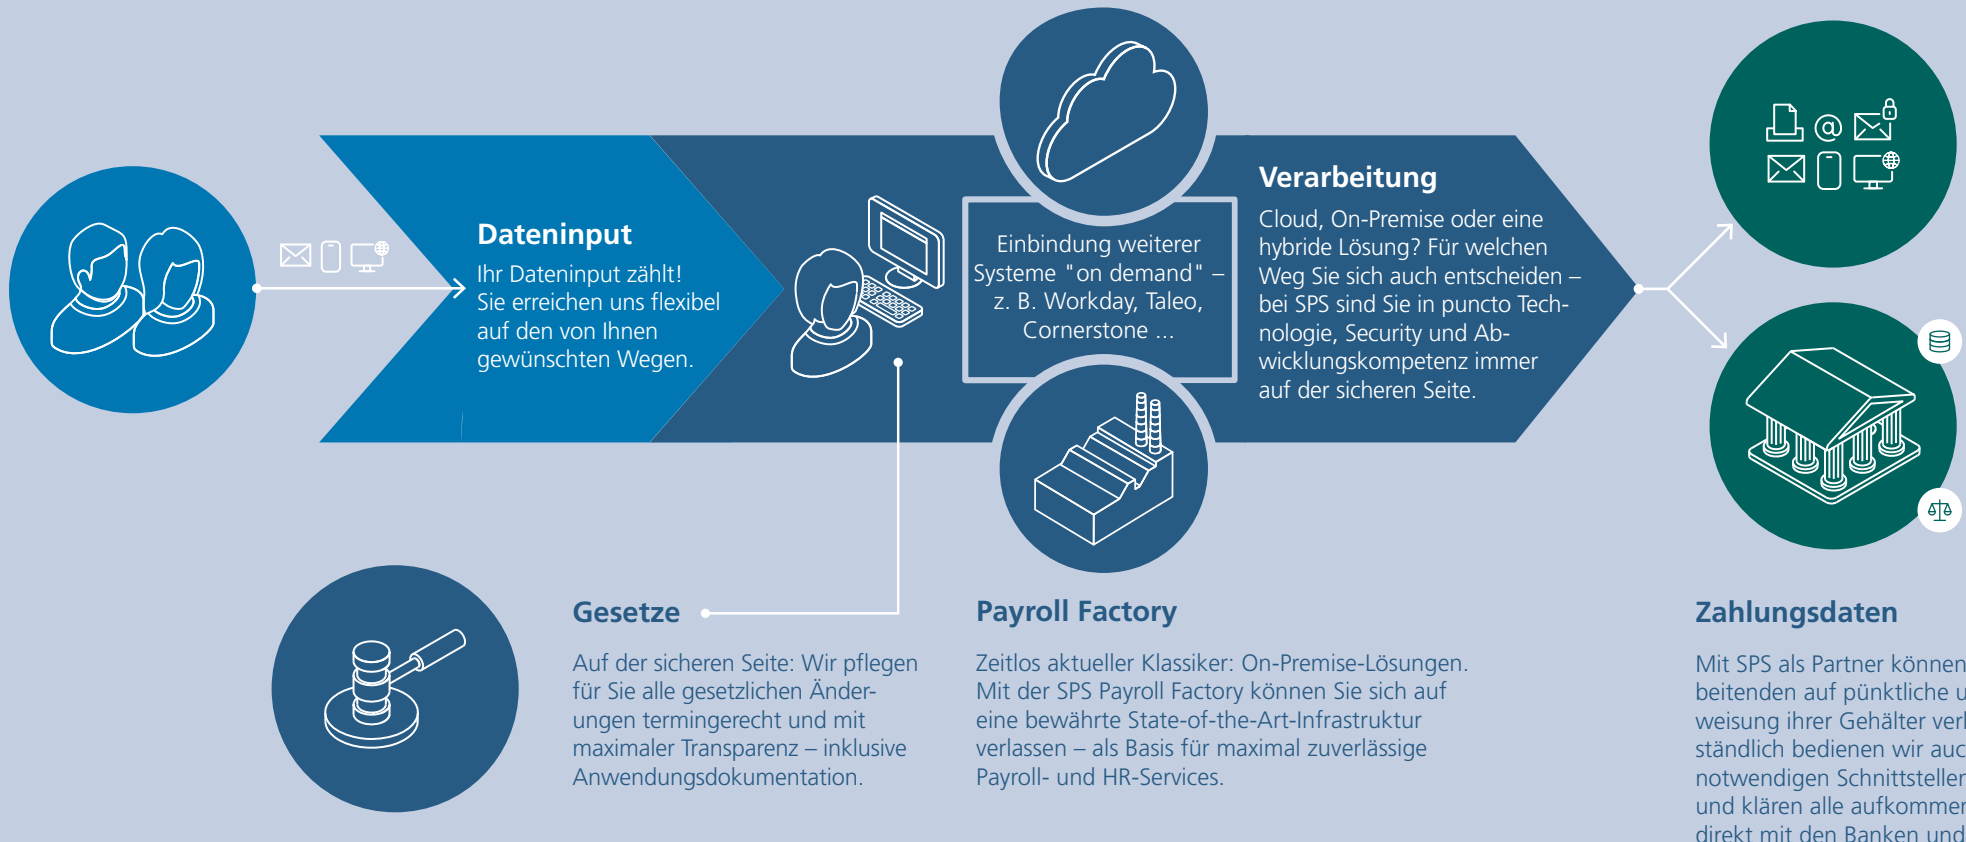 Dateninput
Ihr Dateninput zählt!
Sie erreichen uns flexibel
auf den von Ihnen
gewünschten Wegen.
Einbindung weiterer
Systeme "on demand" –
z. B. Workday, Taleo,
Cornerstone ...
Verarbeitung
Cloud, On-Premise oder eine
hybride Lösung? Für welchen
Weg Sie sich auch entscheiden –
bei SPS sind Sie in puncto Tech-
nologie, Security und Ab-
wicklungskompetenz immer
auf der sicheren Seite.
Gesetze
Auf der sicheren Seite: Wir pflegen
für Sie alle gesetzlichen Änder-
ungen termingerecht und mit
maximaler Transparenz – inklusive
Anwendungsdokumentation.
Payroll Factory
Zeitlos aktueller Klassiker: On-Premise-Lösungen.
Mit der SPS Payroll Factory können Sie sich auf
eine bewährte State-of-the-Art-Infrastruktur
verlassen – als Basis für maximal zuverlässige
Payroll- und HR-Services.
Zahlungsdaten
Mit SPS als Partner können
beitenden auf pünktliche
weisung ihrer Gehälter
ständlich bedienen wir
notwendigen
und klären alle
direkt mit den Banken und